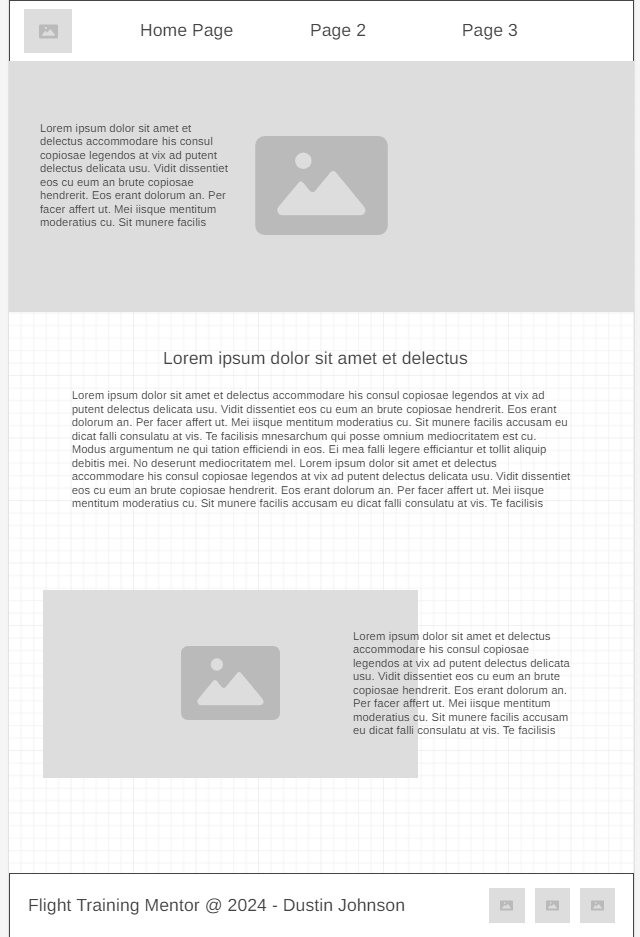 Home Page Page 2 Page 3
Lorem ipsum dolor sit amet et
delectus accommodare his consul
copiosae legendos at vix ad putent
delectus delicata usu. Vidit dissentiet
eos cu eum an brute copiosae
hendrerit. Eos erant dolorum an. Per
facer affert ut. Mei iisque mentitum
moderatius cu. Sit munere facilis
Lorem ipsum dolor sit amet et delectus
Lorem ipsum dolor sit amet et delectus accommodare his consul copiosae legendos at vix ad
putent delectus delicata usu. Vidit dissentiet eos cu eum an brute copiosae hendrerit. Eos erant
dolorum an. Per facer affert ut. Mei iisque mentitum moderatius cu. Sit munere facilis accusam eu
dicat falli consulatu at vis. Te facilisis mnesarchum qui posse omnium mediocritatem est cu.
Modus argumentum ne qui tation efficiendi in eos. Ei mea falli legere efficiantur et tollit aliquip
debitis mei. No deserunt mediocritatem mel. Lorem ipsum dolor sit amet et delectus
accommodare his consul copiosae legendos at vix ad putent delectus delicata usu. Vidit dissentiet
eos cu eum an brute copiosae hendrerit. Eos erant dolorum an. Per facer affert ut. Mei iisque
mentitum moderatius cu. Sit munere facilis accusam eu dicat falli consulatu at vis. Te facilisis
Lorem ipsum dolor sit amet et delectus
accommodare his consul copiosae
legendos at vix ad putent delectus delicata
usu. Vidit dissentiet eos cu eum an brute
copiosae hendrerit. Eos erant dolorum an.
Per facer affert ut. Mei iisque mentitum
moderatius cu. Sit munere facilis accusam
eu dicat falli consulatu at vis. Te facilisis
Flight Training Mentor @ 2024 - Dustin Johnson